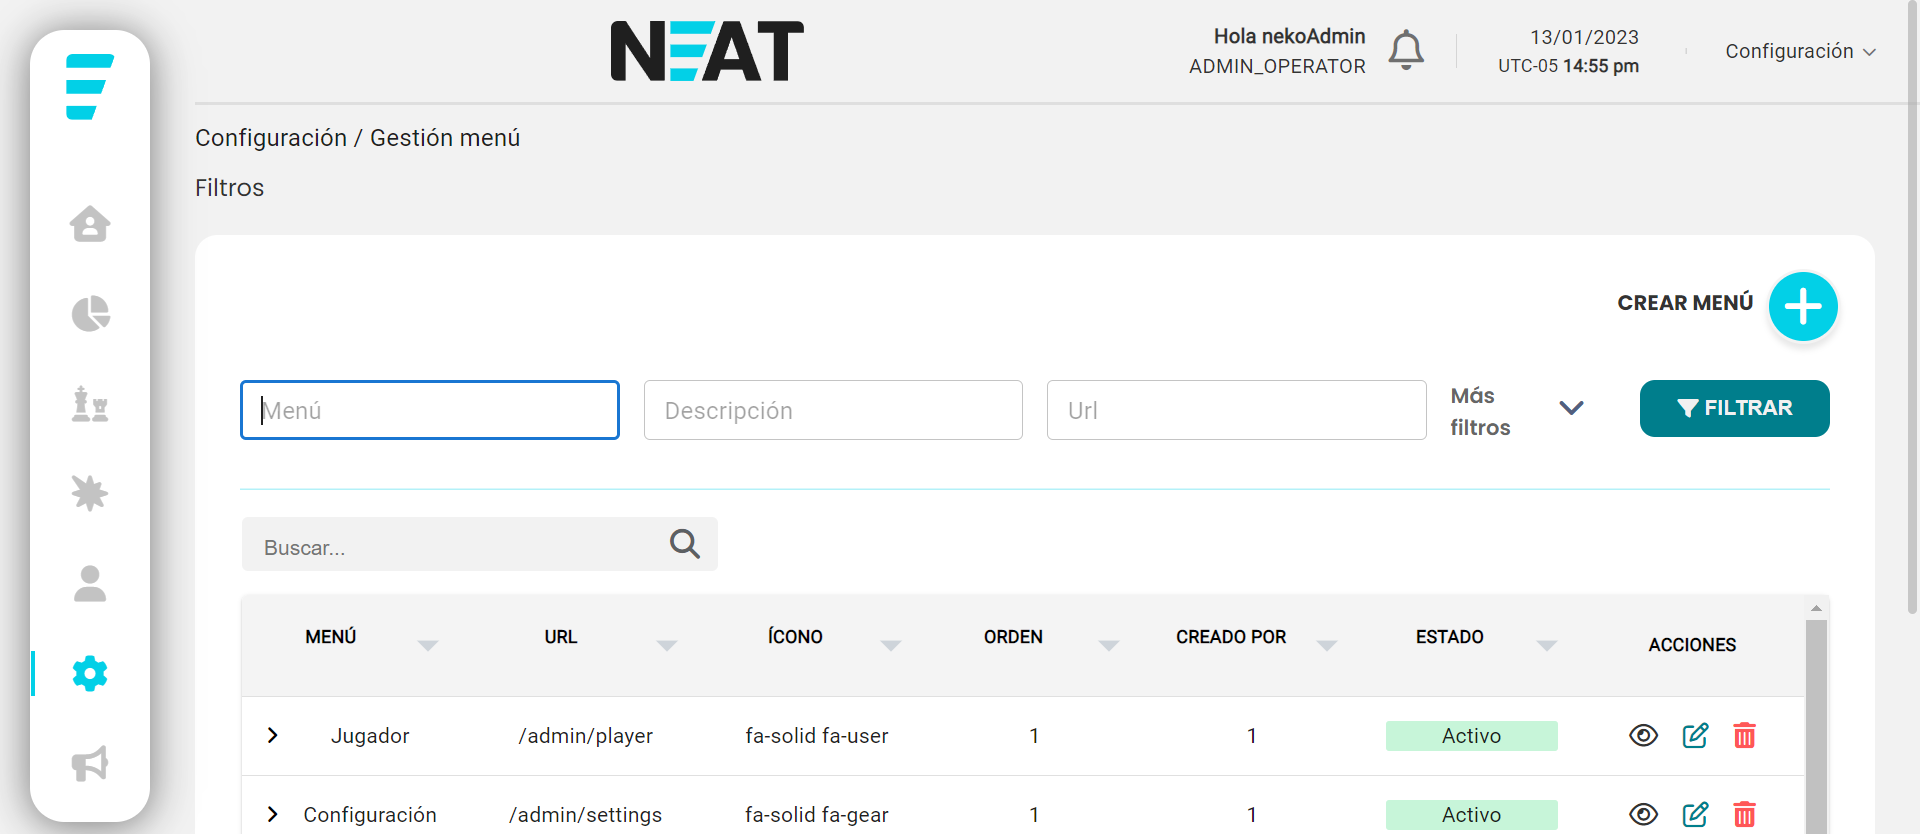 NEAT
Hola nekoAdmin
ADMIN_OPERATOR
13/01/2023
UTC-05 14:55 pm
Configuración
Configuración / Gestión menú
Filtros
CREAR MENÚ
Menú
Descripción
Url
Más
filtros
FILTRAR
Buscar...
MENÚ URL ÍCONO ORDEN CREADO POR ESTADO ACCIONES
Jugador /admin/player fa-solid fa-user 1 1 Activo
Configuración /admin/settings fa-solid fa-gear 1 1 Activo